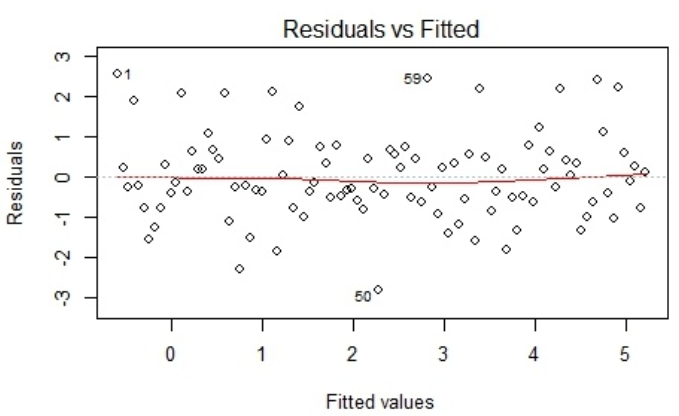 Residuals vs Fitted
3
2
1
0
-1
-2
-3
Residuals
1
59
50
0 1 2 3 4 5
Fitted values